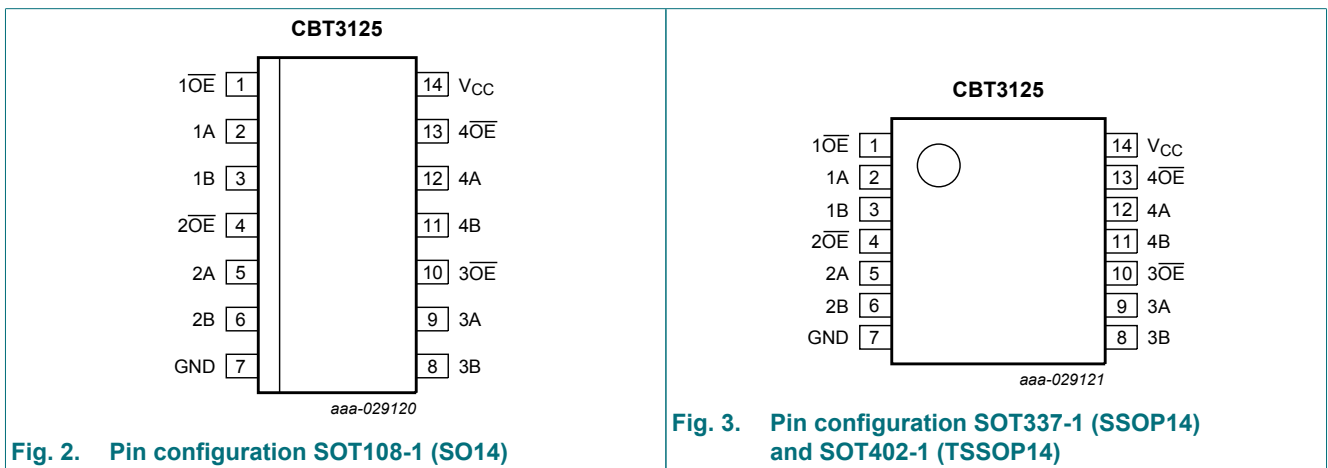 CBT3125
1OE 1 14 VCC
1A 2 13 4OE
1B 3 12 4A
2OE 4 11 4B
2A 5 10 3OE
2B 6 9 3A
GND 7 8 3B
aaa-029120
Fig. 2. Pin configuration SOT108-1 (SO14)
CBT3125
1OE 1 14 VCC
1A 2 13 4OE
1B 3 12 4A
2OE 4 11 4B
2A 5 10 3OE
2B 6 9 3A
GND 7 8 3B
aaa-029121
Fig. 3. Pin configuration SOT337-1 (SSOP14)
and SOT402-1 (TSSOP14)